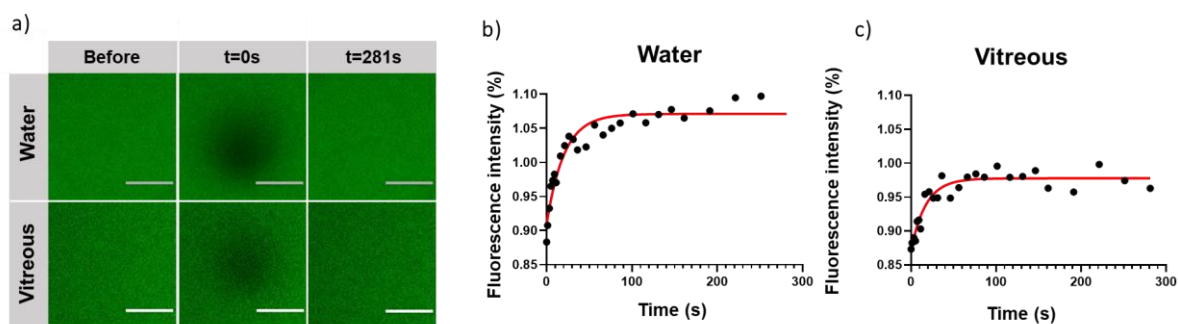 a)
Before t=0s t=281s
Water
Vitreous
b)
Water
Fluorescence intensity (%)
1.10
1.05
1.00
0.95
0.90
0.85
0 100 200 300
Time (s)
c)
Vitreous
Fluorescence intensity (%)
1.10
1.05
1.00
0.95
0.90
0.85
0 100 200 300
Time (s)